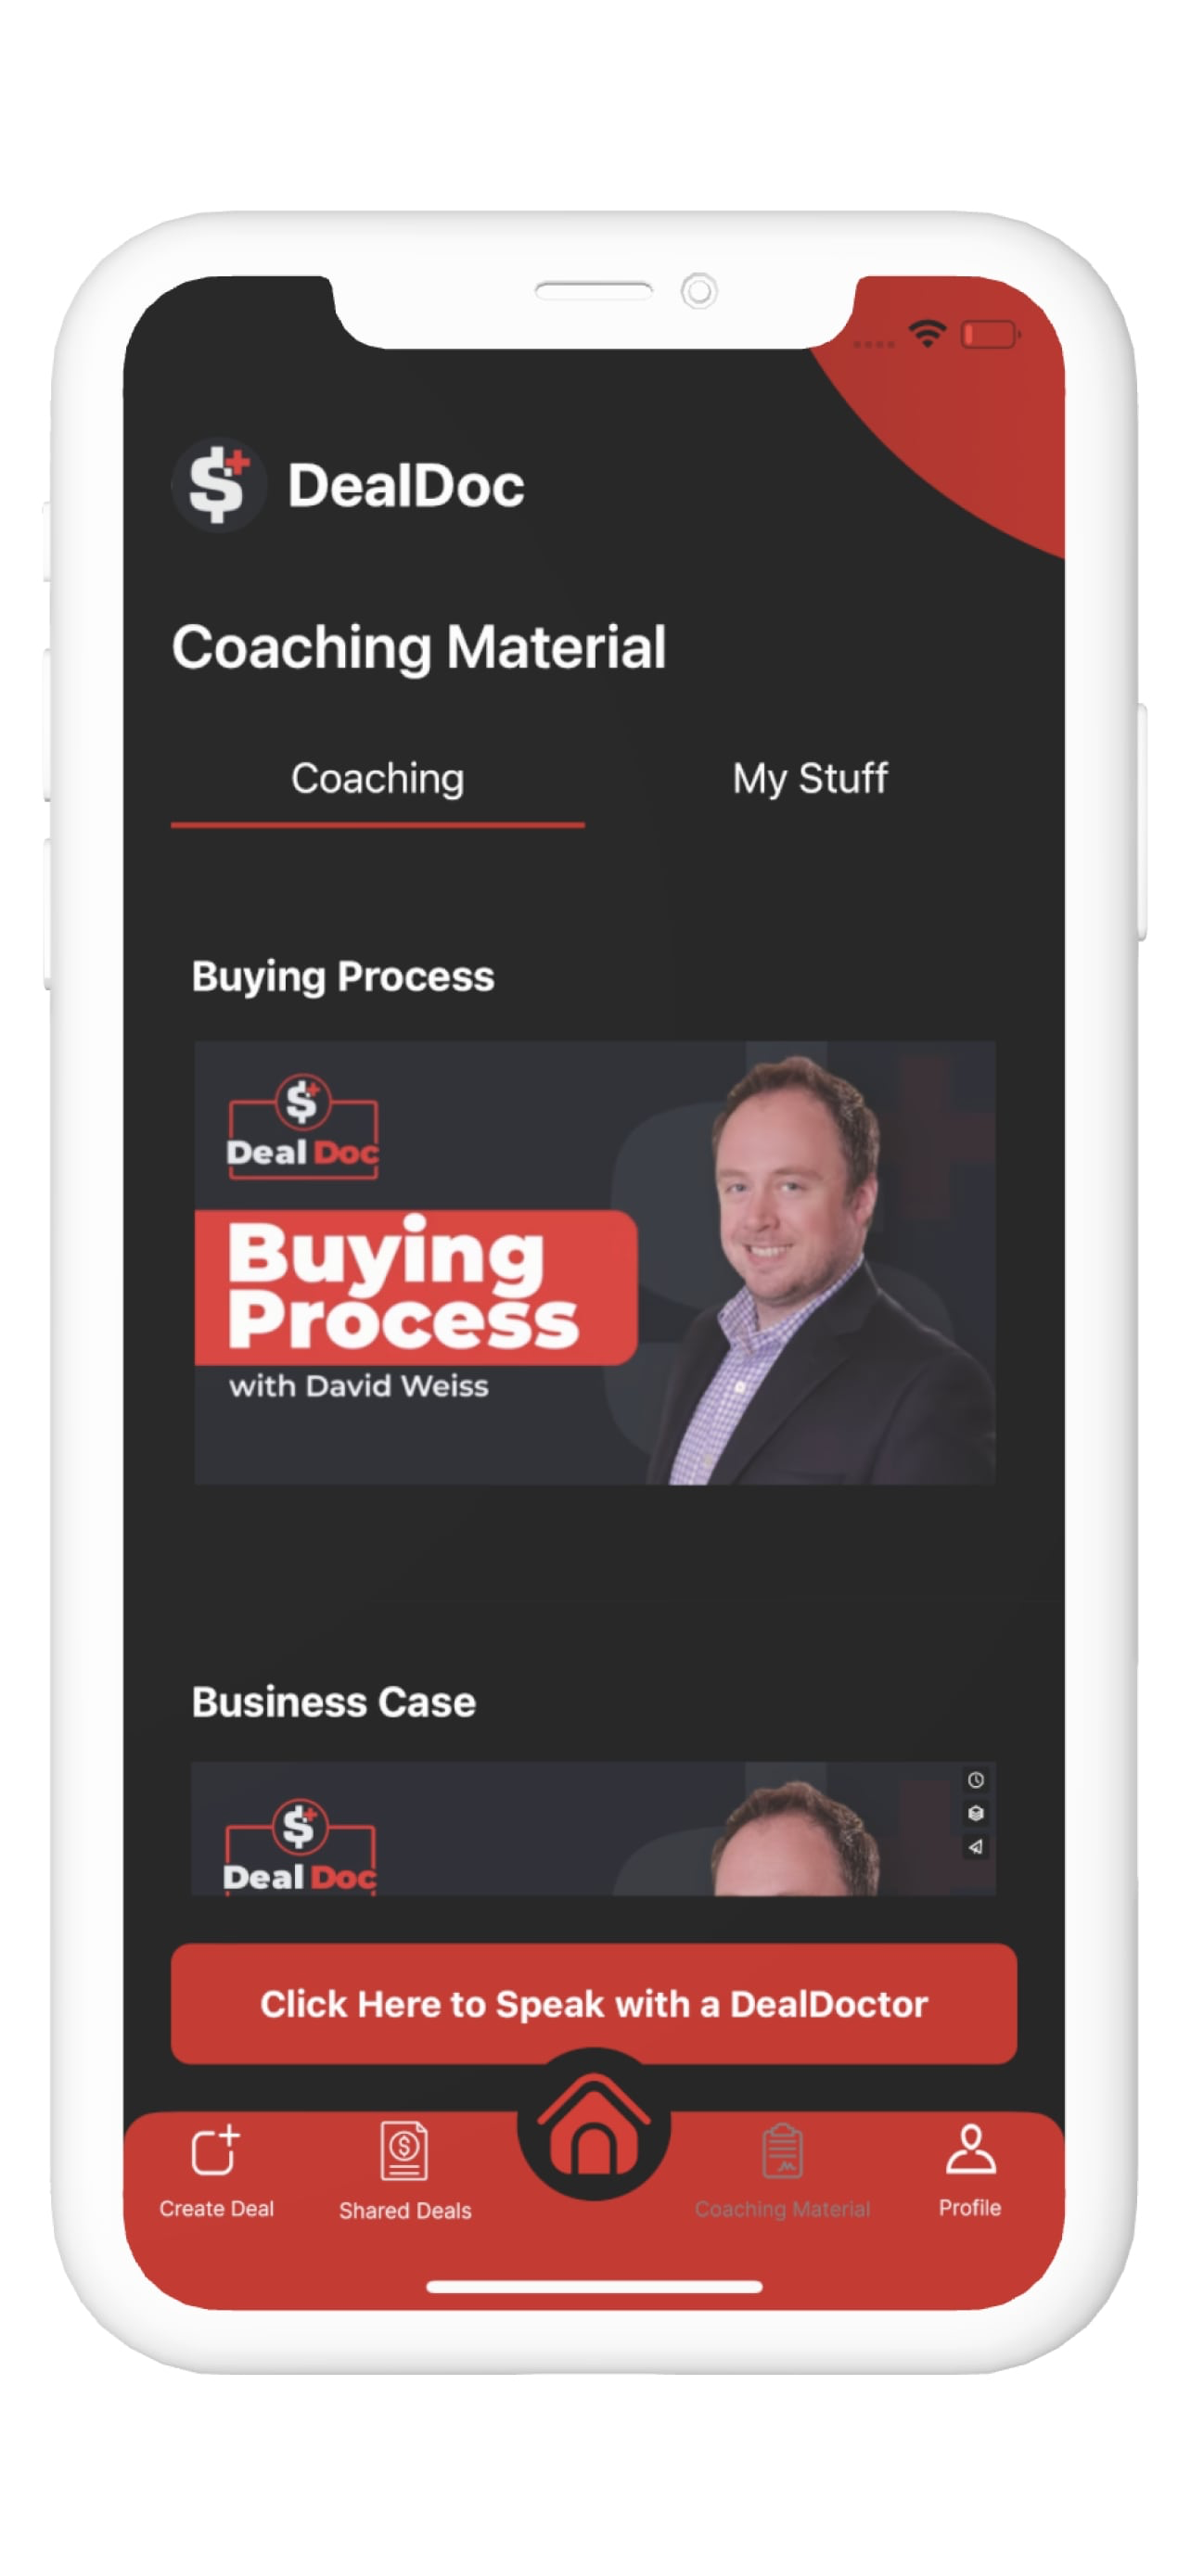 DealDoc
Coaching Material
Coaching
My Stuff
Buying Process
Deal Doc
Buying
Process
with David Weiss
Business Case
Deal Doc
Click Here to Speak with a DealDoctor
Create Deal
Shared Deals
Coaching Material
Profile